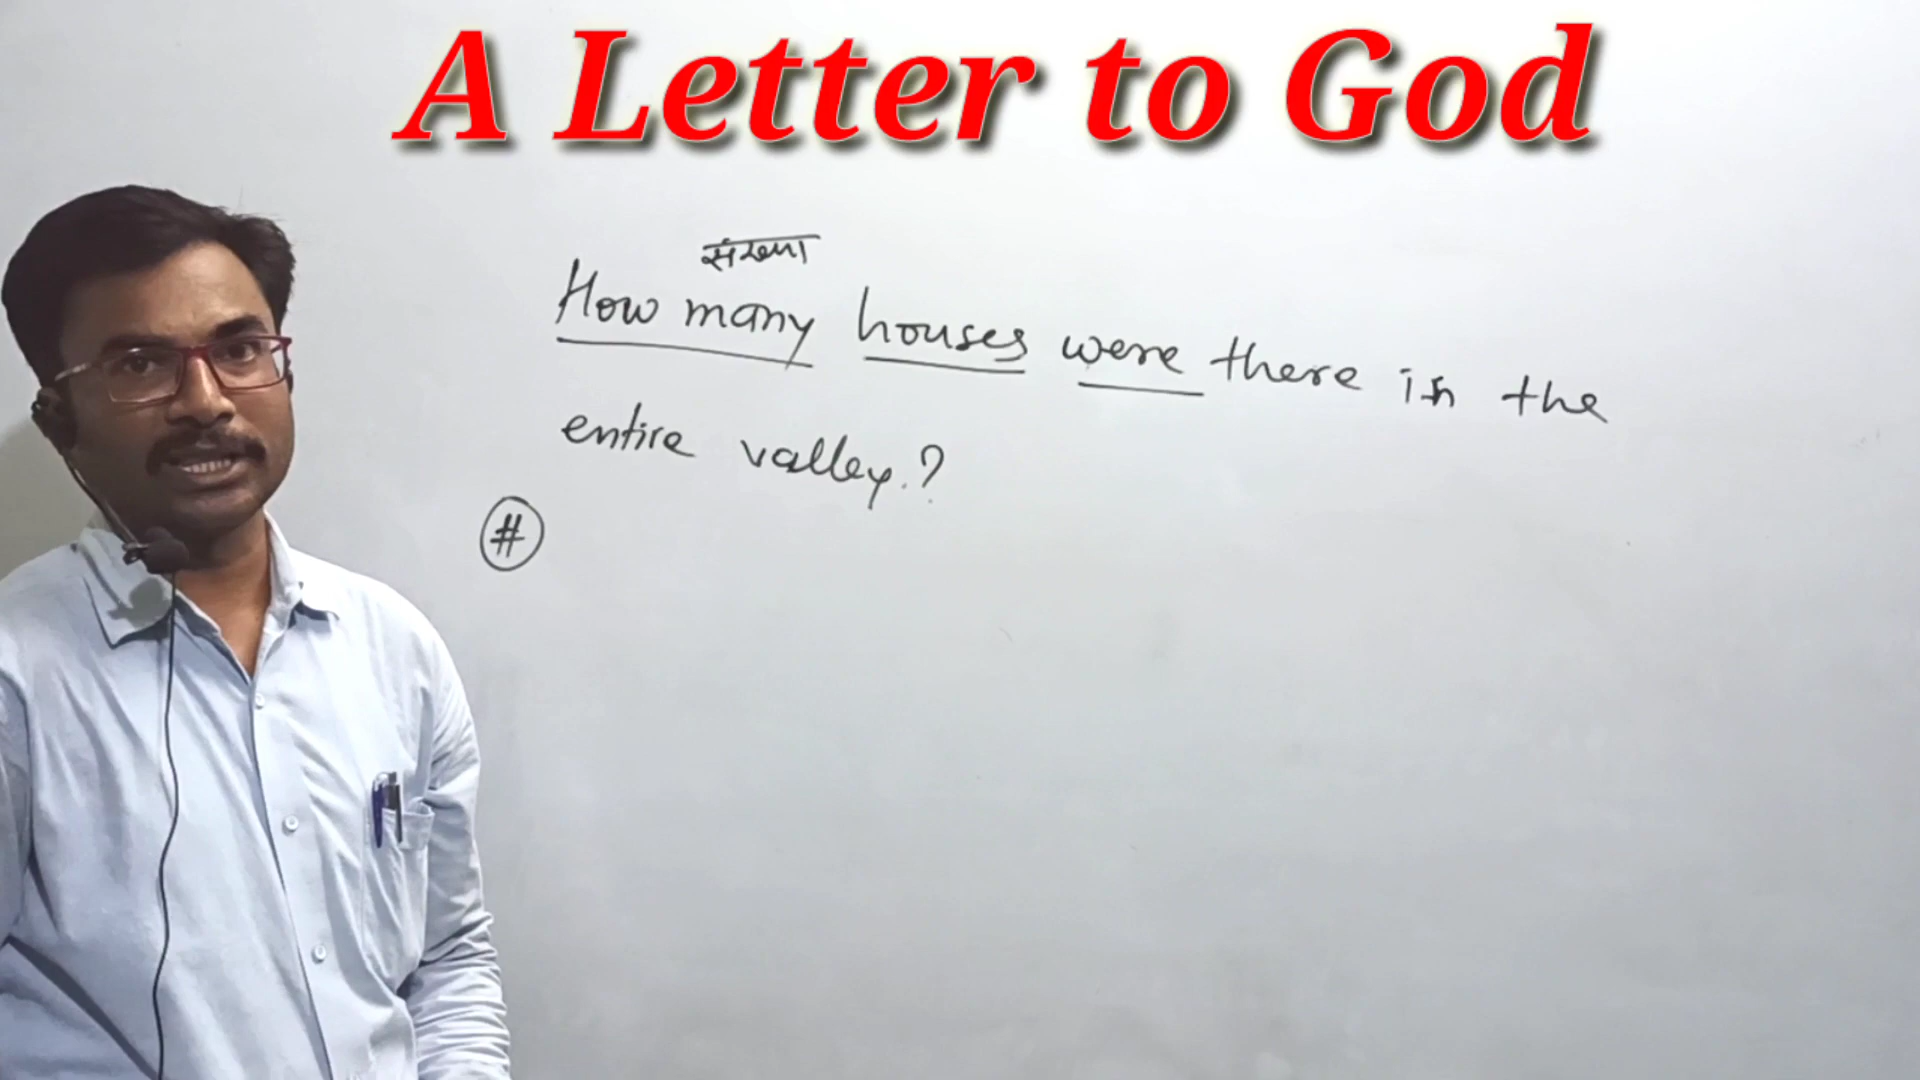 A Letter to God
संख्या
How many houses were there in the
entire valley.?
#